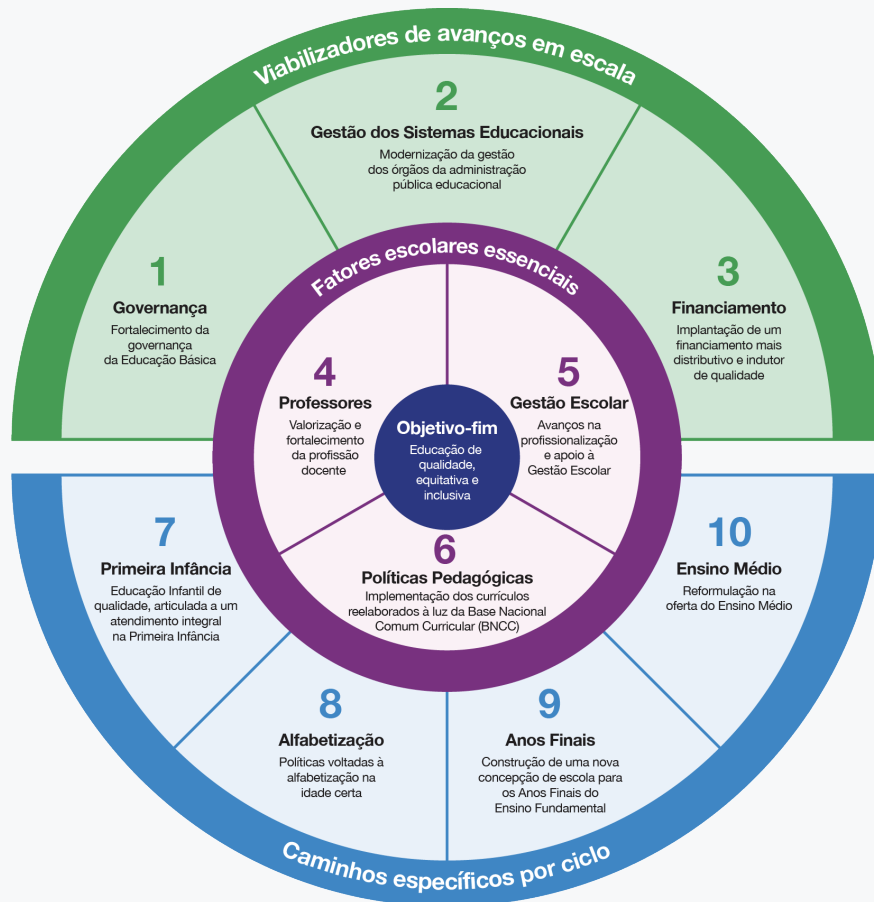 Viabilizadores de avanços em escala
1
Governança
Fortalecimento da
governança
da Educação Básica
2
Gestão dos Sistemas Educacionais
Modernização da gestão
dos órgãos da administração
pública educacional
3
Financiamento
Implantação de um
financiamento mais
distributivo e indutor
de qualidade
Fatores escolares essenciais
4
Professores
Valorização e
fortalecimento
da profissão
docente
5
Gestão Escolar
Avanços na
profissionalização
e apoio à
Gestão Escolar
Objetivo-fim
Educação de
qualidade,
equitativa e
inclusiva
6
Políticas Pedagógicas
Implementação dos currículos
reelaborados à luz da Base Nacional
Comum Curricular (BNCC)
7
Primeira Infância
Educação Infantil de
qualidade, articulada a um
atendimento integral
na Primeira Infância
8
Alfabetização
Políticas voltadas à
alfabetização na
idade certa
9
Anos Finais
Construção de uma nova
concepção de escola para
os Anos Finais do
Ensino Fundamental
10
Ensino Médio
Reformulação na
oferta do Ensino Médio
Caminhos específicos por ciclo